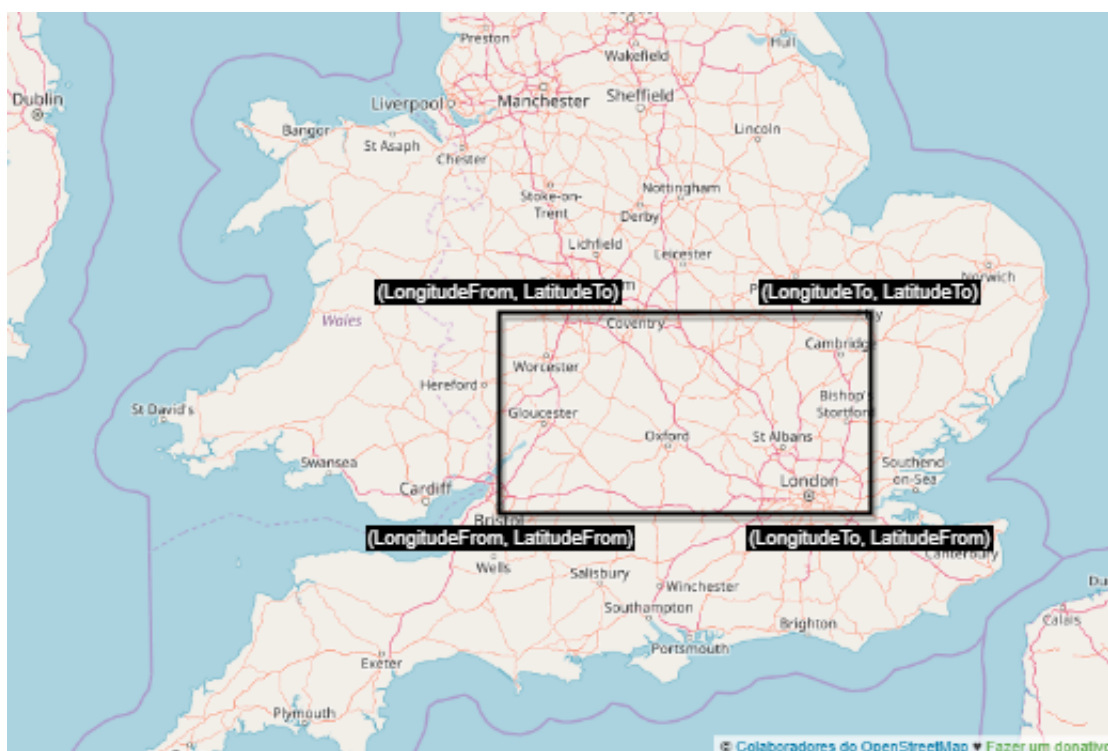 Preston
Hull
Wakefield
Dublin
Liverpool
Manchester
Sheffield
Bangor
St Asaph
Chester
Lincoln
Stoke-on-
Trent
Nottingham
Derby
Lichfield
Leicester
Norwich
(LongitudeFrom, LatitudeTo)
(LongitudeTo, LatitudeTo)
Wales
Coventry
Cambridge
Worcester
Hereford
Bishop's
Stortford
St David's
Gloucester
Oxford
St Albans
Swansea
Cardiff
London
Southend-
on-Sea
Bristol
(LongitudeFrom, LatitudeFrom)
(LongitudeTo, LatitudeFrom)
Canterbury
Wells
Salisbury
Winchester
Southampton
Brighton
Portsmouth
Calais
Exeter
Plymouth
© Colaboradores do OpenStreetMap ♥ Fazer um donativo